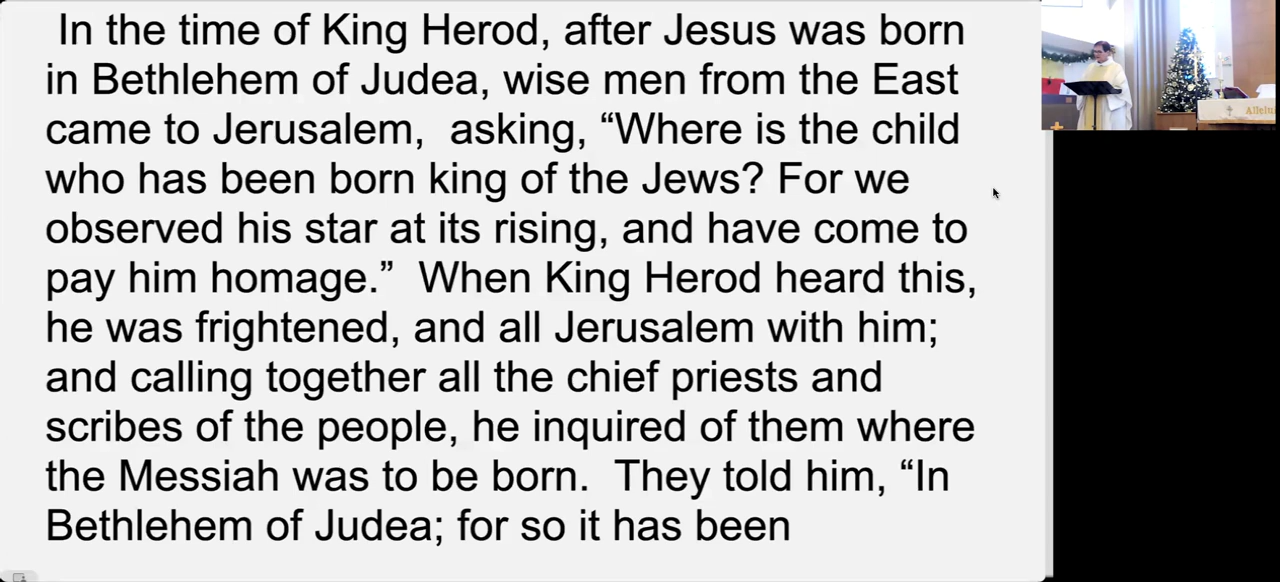 In the time of King Herod, after Jesus was born
in Bethlehem of Judea, wise men from the East
came to Jerusalem,  asking, “Where is the child
who has been born king of the Jews? For we
observed his star at its rising, and have come to
pay him homage.”  When King Herod heard this,
he was frightened, and all Jerusalem with him;
and calling together all the chief priests and
scribes of the people, he inquired of them where
the Messiah was to be born.  They told him, “In
Bethlehem of Judea; for so it has been